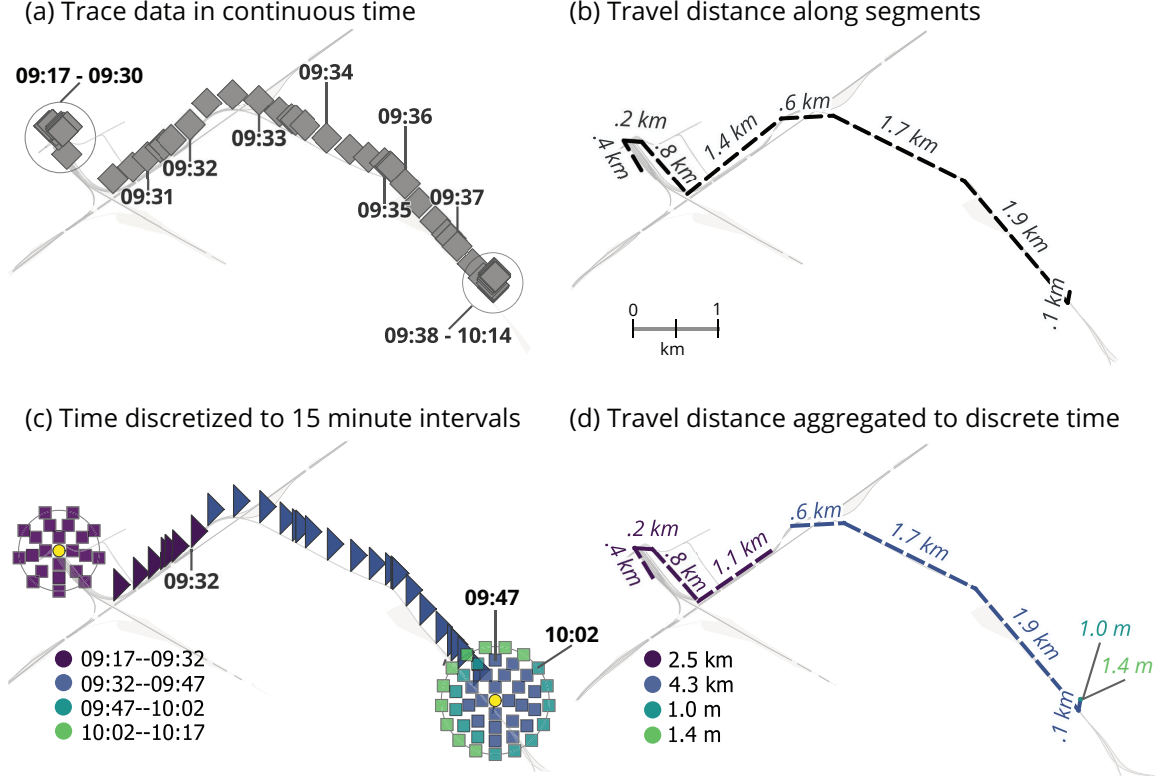 (a) Trace data in continuous time
09:17 - 09:30
09:34
09:36
09:33
09:32
09:31
09:35
09:37
09:38 - 10:14
(b) Travel distance along segments
.2 km
.4 km
.8 km
1.4 km
.6 km
1.7 km
1.9 km
.1 km
0 1
km
(c) Time discretized to 15 minute intervals
09:32
09:47
10:02
09:17--09:32
09:32--09:47
09:47--10:02
10:02--10:17
(d) Travel distance aggregated to discrete time
.2 km
.4 km
.8 km
1.1 km
.6 km
1.7 km
1.9 km
1.0 m
1.4 m
.1 km
2.5 km
4.3 km
1.0 m
1.4 m